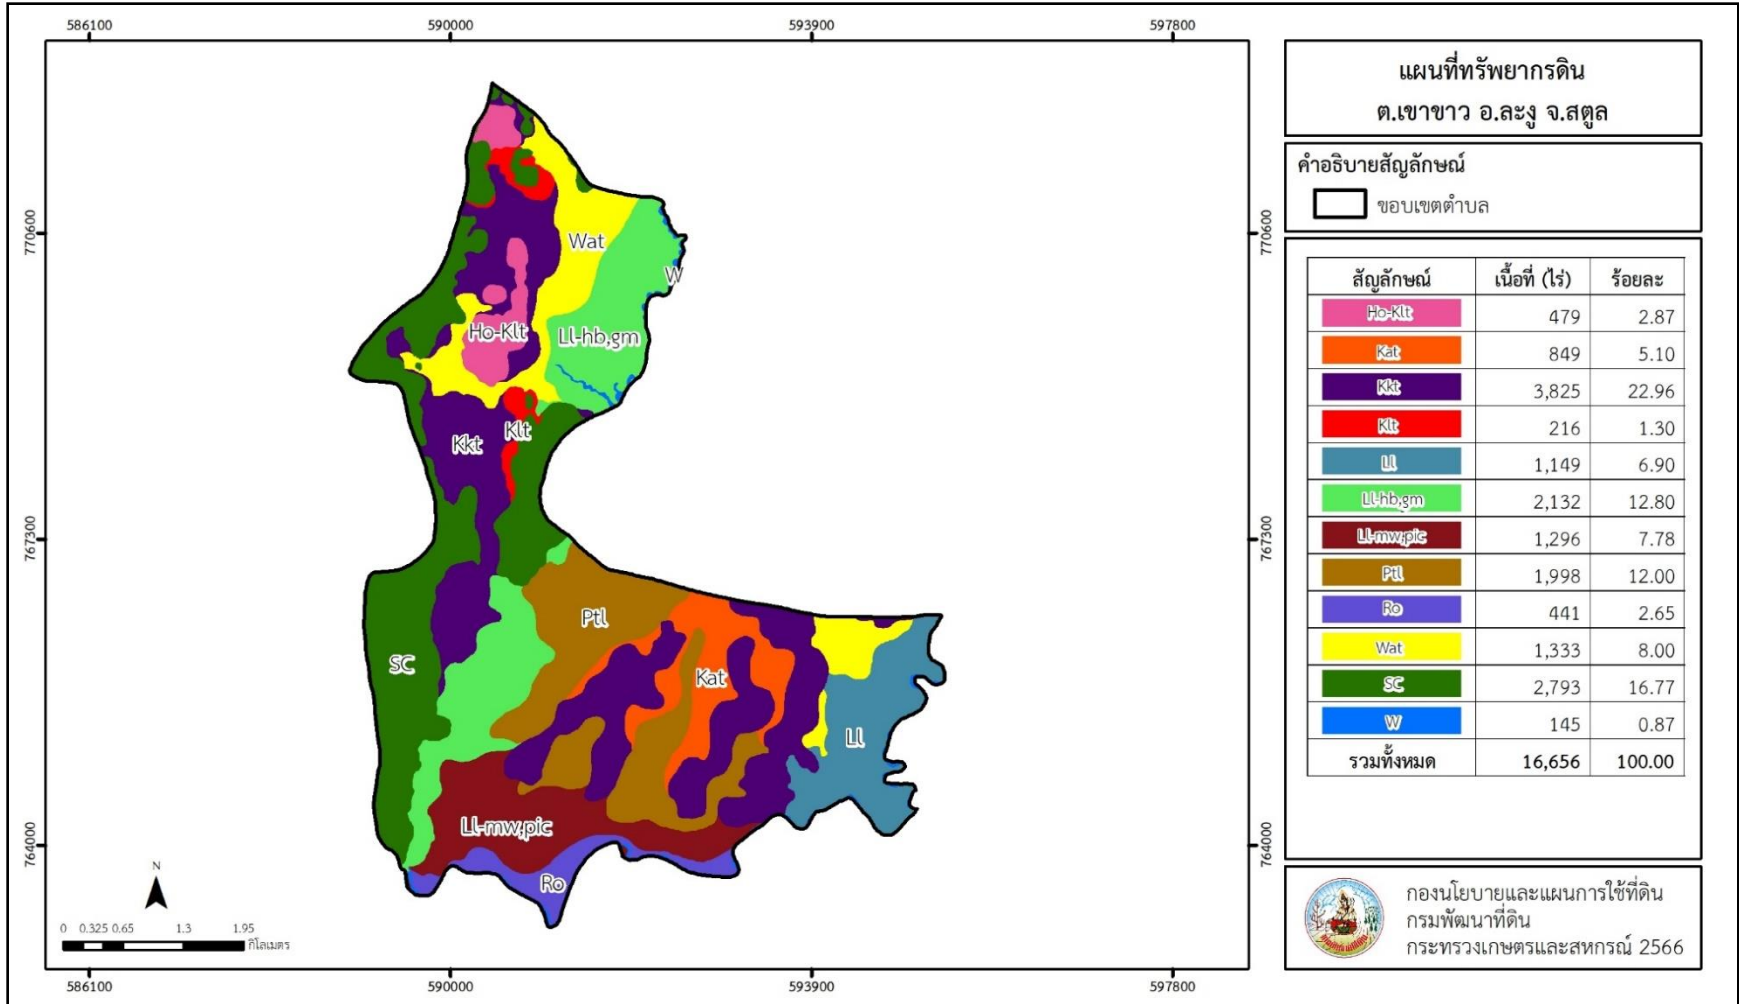 586100 590000 593900 597800
แผนที่ทรัพยากรดิน
ต.เขาขาว อ.ละงู จ.สตูล
คำอธิบายสัญลักษณ์
ขอบเขตตำบล
สัญลักษณ์ เนื้อที่ (ไร่) ร้อยละ
Ho-Klt 479 2.87
Kat 849 5.10
Kkt 3,825 22.96
Klt 216 1.30
Ll 1,149 6.90
Ll-hb,gm 2,132 12.80
Ll-mw,pic 1,296 7.78
Ptl 1,998 12.00
Ro 441 2.65
Wat 1,333 8.00
SC 2,793 16.77
W 145 0.87
รวมทั้งหมด 16,656 100.00
กองนโยบายและแผนการใช้ที่ดิน
กรมพัฒนาที่ดิน
กระทรวงเกษตรและสหกรณ์ 2566
770600 770600
Wat
W
Ho-Klt Ll-hb,gm
Klt
Kkt
767300 767300
Ptl
SC
Kat
Ll
Ll-mw,pic
764000 764000
Ro
N
0 0.325 0.65 1.3 1.95
กิโลเมตร
586100 590000 593900 597800